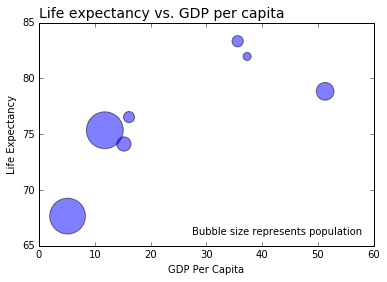 Life expectancy vs. GDP per capita
85
80
75
70
65
Life Expectancy
Bubble size represents population
0 10 20 30 40 50 60
GDP Per Capita